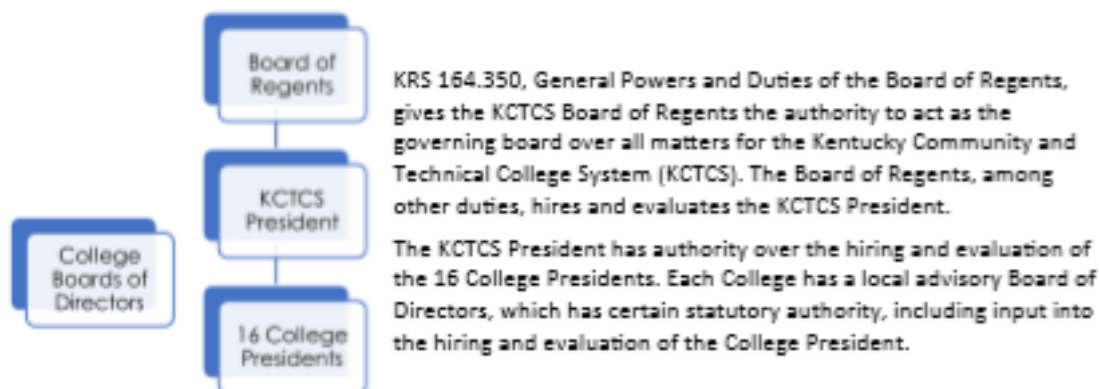 Board of
Regents
KCTCS
President
College
Boards of
Directors
16 College
Presidents
KRS 164.350, General Powers and Duties of the Board of Regents,
gives the KCTCS Board of Regents the authority to act as the
governing board over all matters for the Kentucky Community and
Technical College System (KCTCS). The Board of Regents, among
other duties, hires and evaluates the KCTCS President.
The KCTCS President has authority over the hiring and evaluation of
the 16 College Presidents. Each College has a local advisory Board of
Directors, which has certain statutory authority, including input into
the hiring and evaluation of the College President.